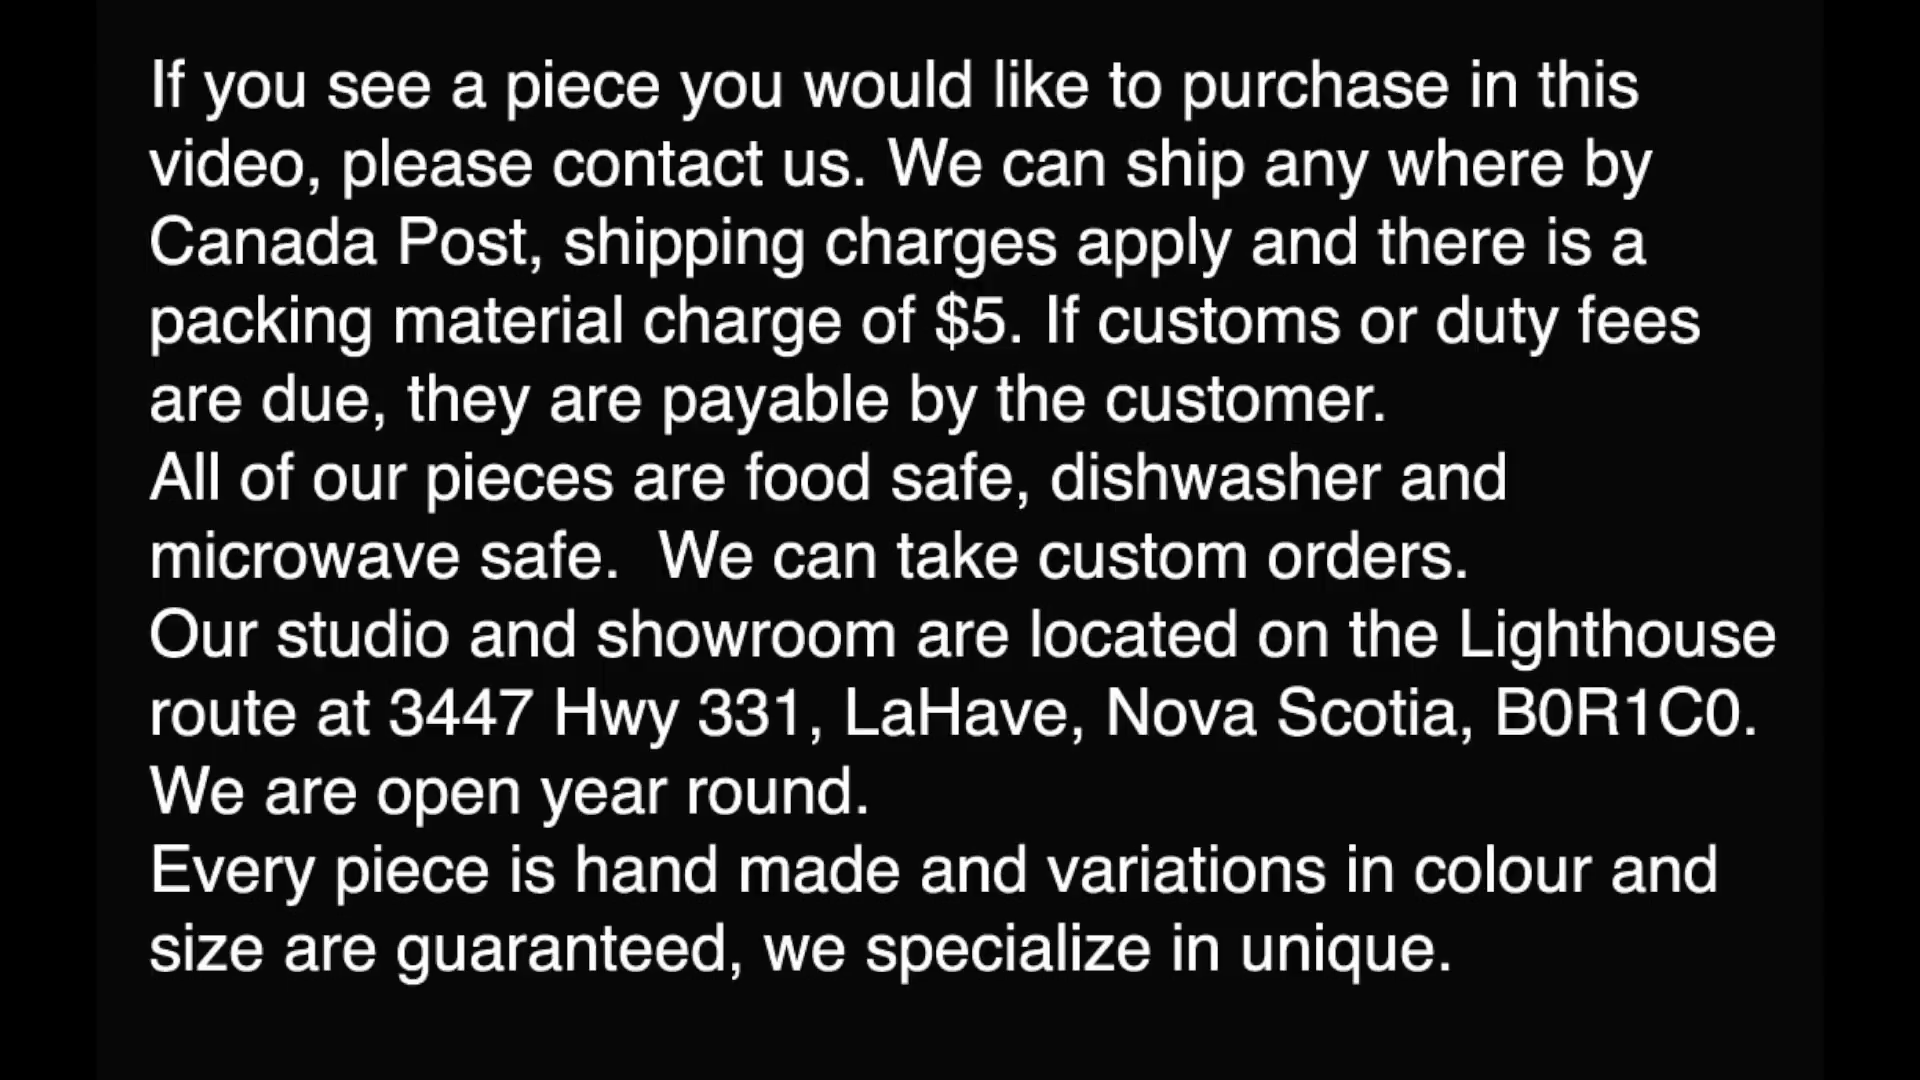 If you see a piece you would like to purchase in this
video, please contact us. We can ship any where by
Canada Post, shipping charges apply and there is a
packing material charge of $5. If customs or duty fees
are due, they are payable by the customer.
All of our pieces are food safe, dishwasher and
microwave safe.  We can take custom orders.
Our studio and showroom are located on the Lighthouse
route at 3447 Hwy 331, LaHave, Nova Scotia, B0R1C0.
We are open year round.
Every piece is hand made and variations in colour and
size are guaranteed, we specialize in unique.